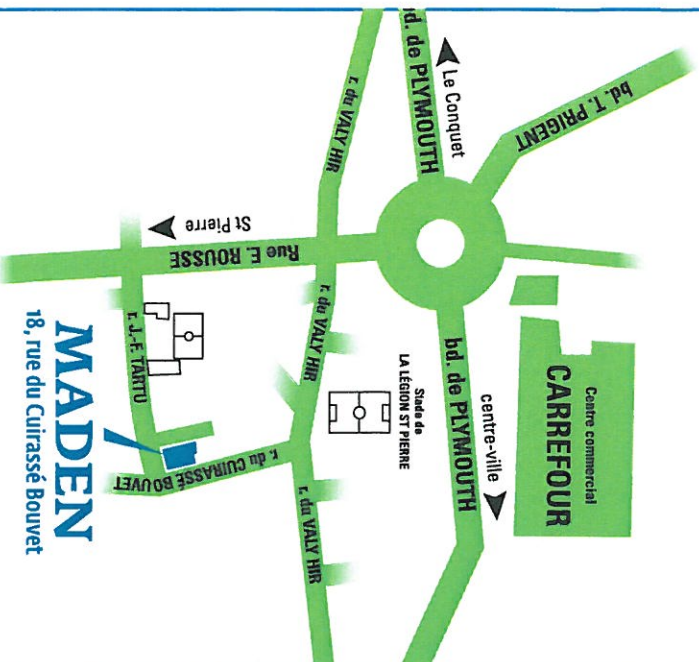 bd. de PLYMOUTH
Le Conquet
bd. T. PRIGENT
r. du VALY HIR
St Pierre
Rue E. ROUSSE
r. du VALY HIR
bd. de PLYMOUTH
centre-ville
Centre commercial
CARREFOUR
Stade de
LA LÉGION ST PIERRE
r. J.-F. TARTU
r. du CUIRASSÉ BOUVET
r. du VALY HIR
MADEN
18, rue du Cuirassé Bouvet